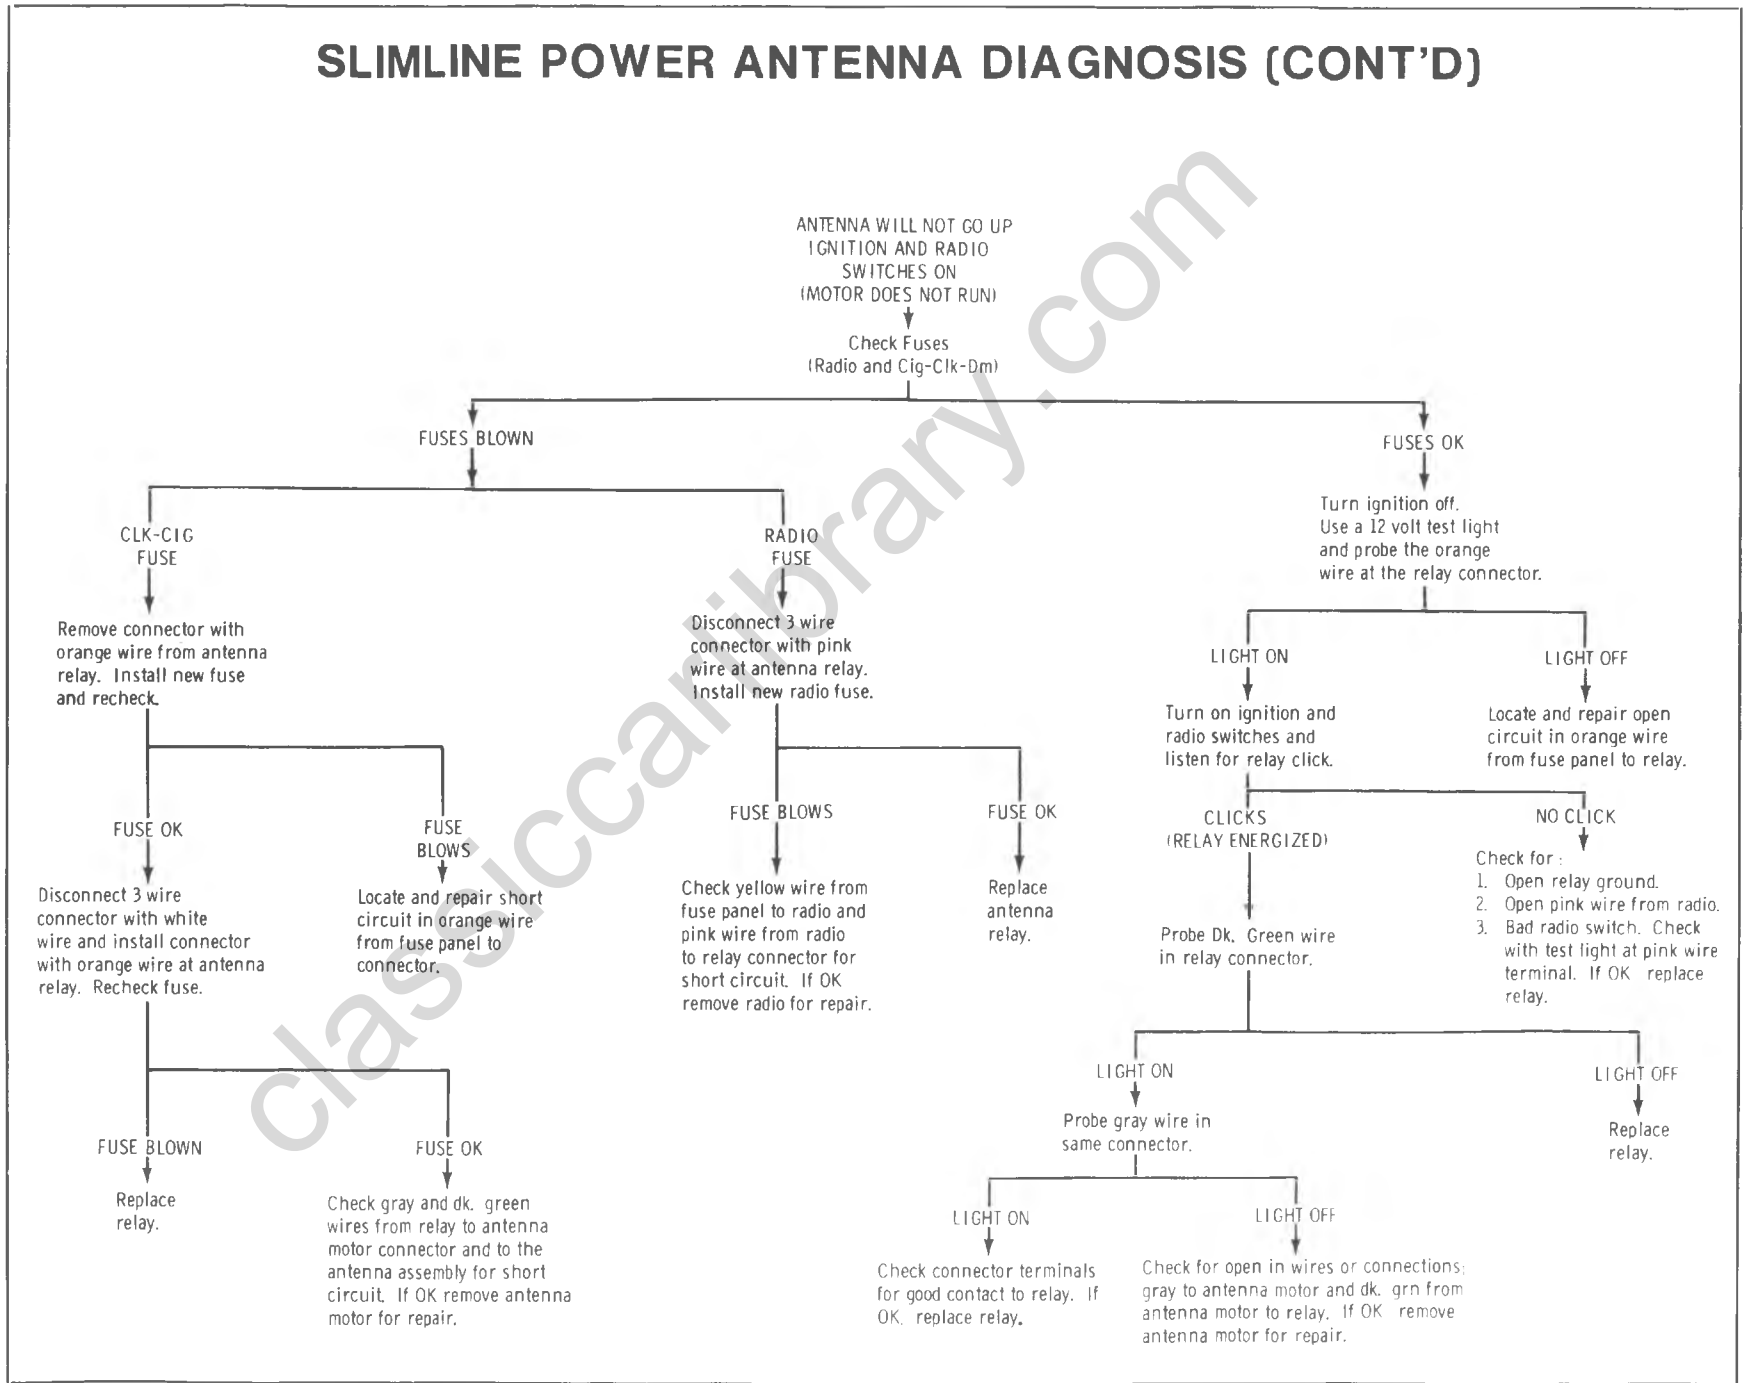 SLIMLINE POWER ANTENNA DIAGNOSIS (CONT'D)
ANTENNA WILL NOT GO UP
IGNITION AND RADIO
SWITCHES ON
(MOTOR DOES NOT RUN)
Check Fuses
(Radio and Cig-Clk-Dm)
FUSES BLOWN
CLK-CIG
FUSE
Remove connector with
orange wire from antenna
relay. Install new fuse
and recheck.
FUSE OK
Disconnect 3 wire
connector with white
wire and install connector
with orange wire at antenna
relay. Recheck fuse.
FUSE BLOWN
Replace
relay.
FUSE OK
Check gray and dk. green
wires from relay to antenna
motor connector and to the
antenna assembly for short
circuit. If OK remove antenna
motor for repair.
FUSE
BLOWS
Locate and repair short
circuit in orange wire
from fuse panel to
connector.
RADIO
FUSE
Disconnect 3 wire
connector with pink
wire at antenna relay.
Install new radio fuse.
FUSE BLOWS
Check yellow wire from
fuse panel to radio and
pink wire from radio
to relay connector for
short circuit. If OK
remove radio for repair.
FUSE OK
Replace
antenna
relay.
FUSES OK
Turn ignition off.
Use a 12 volt test light
and probe the orange
wire at the relay connector.
LIGHT ON
Turn on ignition and
radio switches and
listen for relay click.
CLICKS
(RELAY ENERGIZED)
Probe Dk. Green wire
in relay connector.
LIGHT ON
Probe gray wire in
same connector.
LIGHT ON
Check connector terminals
for good contact to relay. If
OK. replace relay.
LIGHT OFF
Check for open in wires or connections;
gray to antenna motor and dk. grn from
antenna motor to relay. If OK remove
antenna motor for repair.
LIGHT OFF
Replace
relay.
NO CLICK
Check for :
1. Open relay ground.
2. Open pink wire from radio.
3. Bad radio switch. Check
with test light at pink wire
terminal. If OK replace
relay.
LIGHT OFF
Locate and repair open
circuit in orange wire
from fuse panel to relay.
classiccarlibrary.com